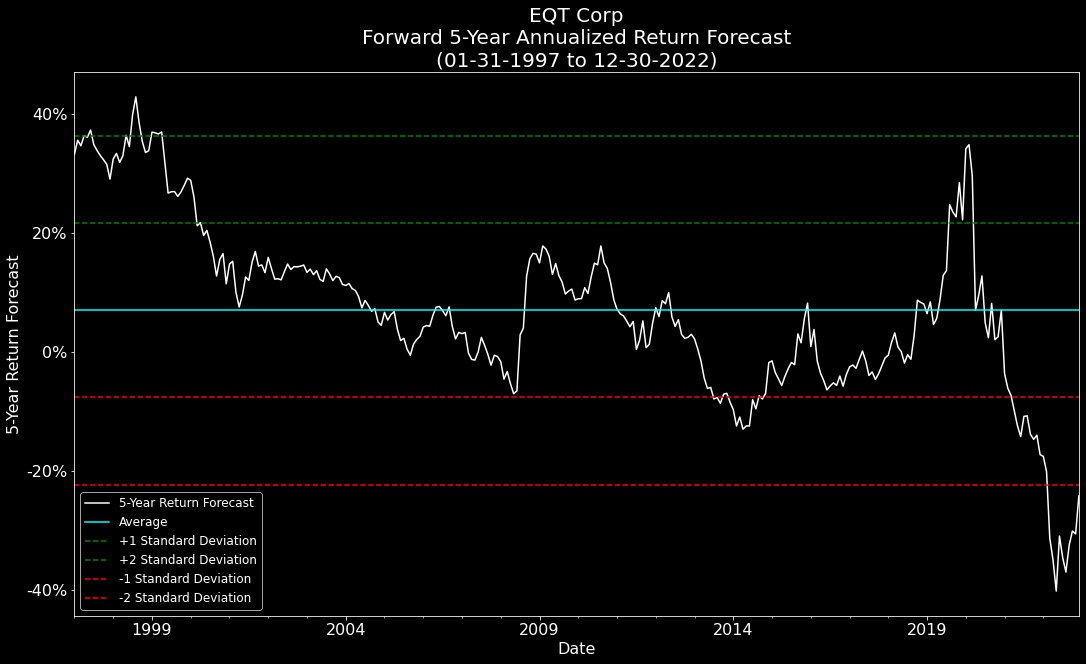 EQT Corp
Forward 5-Year Annualized Return Forecast
(01-31-1997 to 12-30-2022)
40%
20%
0%
-20%
-40%
5-Year Return Forecast
5-Year Return Forecast
Average
+1 Standard Deviation
+2 Standard Deviation
-1 Standard Deviation
-2 Standard Deviation
1999 2004 2009 2014 2019
Date